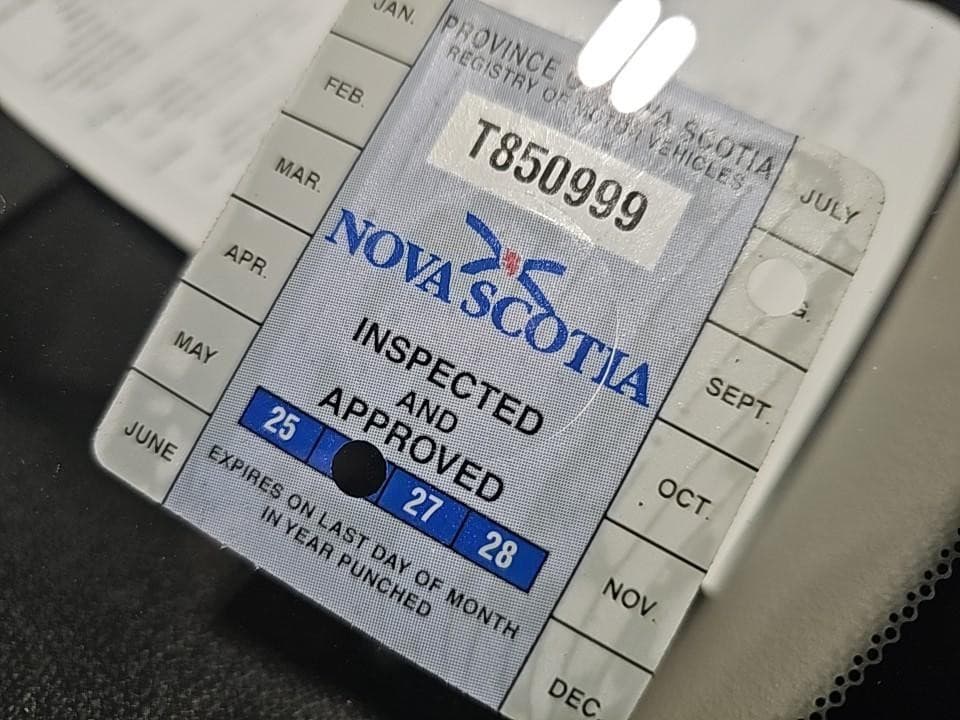 JAN.
FEB.
MAR.
APR.
MAY
JUNE
PROVINCE SCOTIA
REGISTRY OF MOTOR VEHICLES
T850999
NOVA SCOTIA
INSPECTED
AND
APPROVED
25 27 28
EXPIRES ON LAST DAY OF MONTH
IN YEAR PUNCHED
JULY
SEPT.
OCT.
NOV.
DEC.